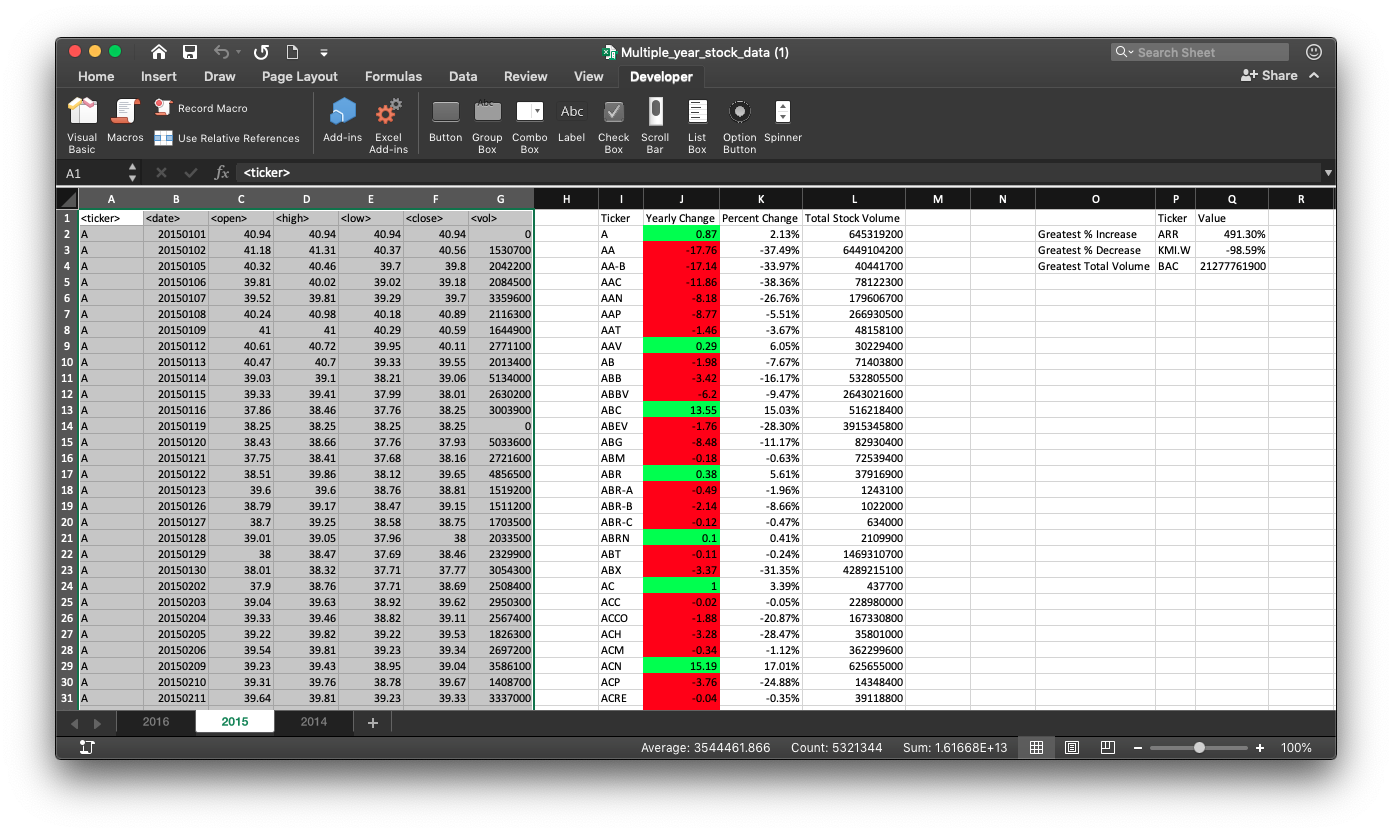 Multiple_year_stock_data (1)
Search Sheet
Home Insert Draw Page Layout Formulas Data Review View Developer
Share
Visual Basic
Macros
Record Macro
Use Relative References
Add-ins
Excel Add-ins
Button
Abc
Group Box
Combo Box
Abc
Label
Check Box
Scroll Bar
List Box
Option Button
Spinner
A1 fx <ticker>
A B C D E F G H I J K L M N O P Q R
1 <ticker> <date> <open> <high> <low> <close> <vol> Ticker Yearly Change Percent Change Total Stock Volume Ticker Value
2 A 20150101 40.94 40.94 40.94 40.94 0 A 0.87 2.13% 645319200 Greatest % Increase ARR 491.30%
3 A 20150102 41.18 41.31 40.37 40.56 1530700 AA -17.76 -37.49% 6449104200 Greatest % Decrease KMI.W -98.59%
4 A 20150105 40.32 40.46 39.7 39.8 2042200 AA-B -17.14 -33.97% 40441700 Greatest Total Volume BAC 21277761900
5 A 20150106 39.81 40.02 39.02 39.18 2084500 AAC -11.86 -38.36% 78122300
6 A 20150107 39.52 39.81 39.29 39.7 3359600 AAN -8.18 -26.76% 179606700
7 A 20150108 40.24 40.98 40.18 40.89 2116300 AAP -8.77 -5.51% 266930500
8 A 20150109 41 41 40.29 40.59 1644900 AAT -1.46 -3.67% 48158100
9 A 20150112 40.61 40.72 39.95 40.11 2771100 AAV 0.29 6.05% 30229400
10 A 20150113 40.47 40.7 39.33 39.55 2013400 AB -1.98 -7.67% 71403800
11 A 20150114 39.03 39.1 38.21 39.06 5134000 ABB -3.42 -16.17% 532805500
12 A 20150115 39.33 39.41 37.99 38.01 2630200 ABBV -6.2 -9.47% 2643021600
13 A 20150116 37.86 38.46 37.76 38.25 3003900 ABC 13.55 15.03% 516218400
14 A 20150119 38.25 38.25 38.25 38.25 0 ABEV -1.76 -28.30% 3915345800
15 A 20150120 38.43 38.66 37.76 37.93 5033600 ABG -8.48 -11.17% 82930400
16 A 20150121 37.75 38.41 37.68 38.16 2721600 ABM -0.18 -0.63% 72539400
17 A 20150122 38.51 39.86 38.12 39.65 4856500 ABR 0.38 5.61% 37916900
18 A 20150123 39.6 39.6 38.76 38.81 1519200 ABR-A -0.49 -1.96% 1243100
19 A 20150126 38.79 39.17 38.47 39.15 1511200 ABR-B -2.14 -8.66% 1022000
20 A 20150127 38.7 39.25 38.58 38.75 1703500 ABR-C -0.12 -0.47% 634000
21 A 20150128 39.01 39.05 37.96 38 2033500 ABRN 0.1 0.41% 2109900
22 A 20150129 38 38.47 37.69 38.46 2329900 ABT -0.11 -0.24% 1469310700
23 A 20150130 38.01 38.32 37.71 37.77 3054300 ABX -3.37 -31.35% 4289215100
24 A 20150202 37.9 38.76 37.71 38.69 2508400 AC 1 3.39% 437700
25 A 20150203 39.04 39.63 38.92 39.62 2950300 ACC -0.02 -0.05% 228980000
26 A 20150204 39.33 39.46 38.82 39.11 2567400 ACCO -1.88 -20.87% 167330800
27 A 20150205 39.22 39.82 39.22 39.53 1826300 ACH -3.28 -28.47% 35801000
28 A 20150206 39.54 39.81 39.23 39.34 2697200 ACM -0.34 -1.12% 362299600
29 A 20150209 39.23 39.43 38.95 39.04 3586100 ACN 15.19 17.01% 625655000
30 A 20150210 39.31 39.76 38.78 39.67 1408700 ACP -3.76 -24.88% 14348400
31 A 20150211 39.64 39.81 39.23 39.33 3337000 ACRE -0.04 -0.35% 39118800
2016 2015 2014 +
Average: 3544461.866 Count: 5321344 Sum: 1.61668E+13 − + 100%